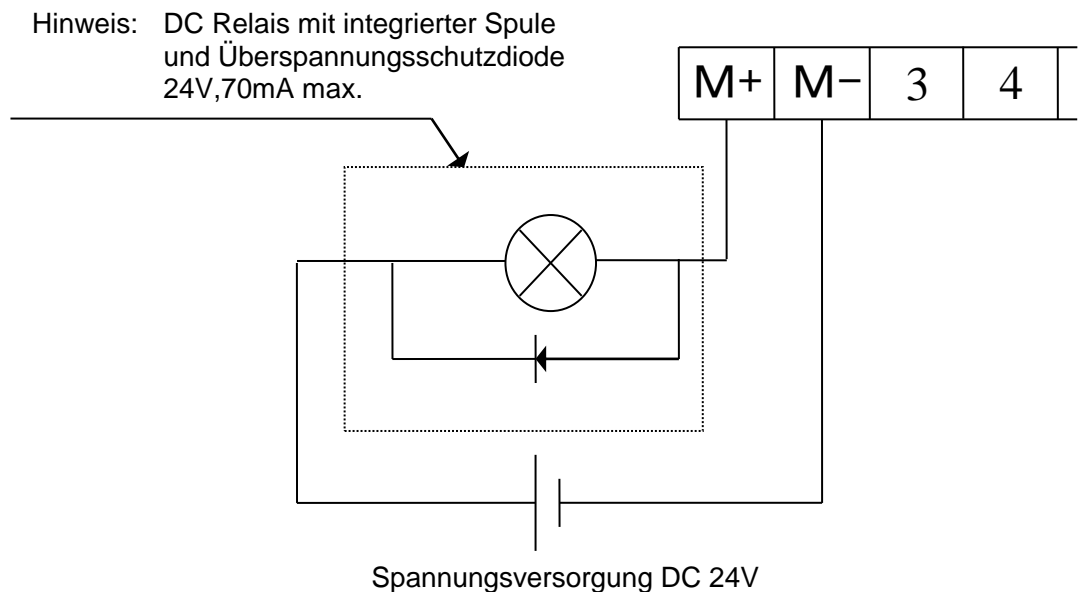 Hinweis: DC Relais mit integrierter Spule
und Überspannungsschutzdiode
24V,70mA max.
M+ M− 3 4
Spannungsversorgung DC 24V